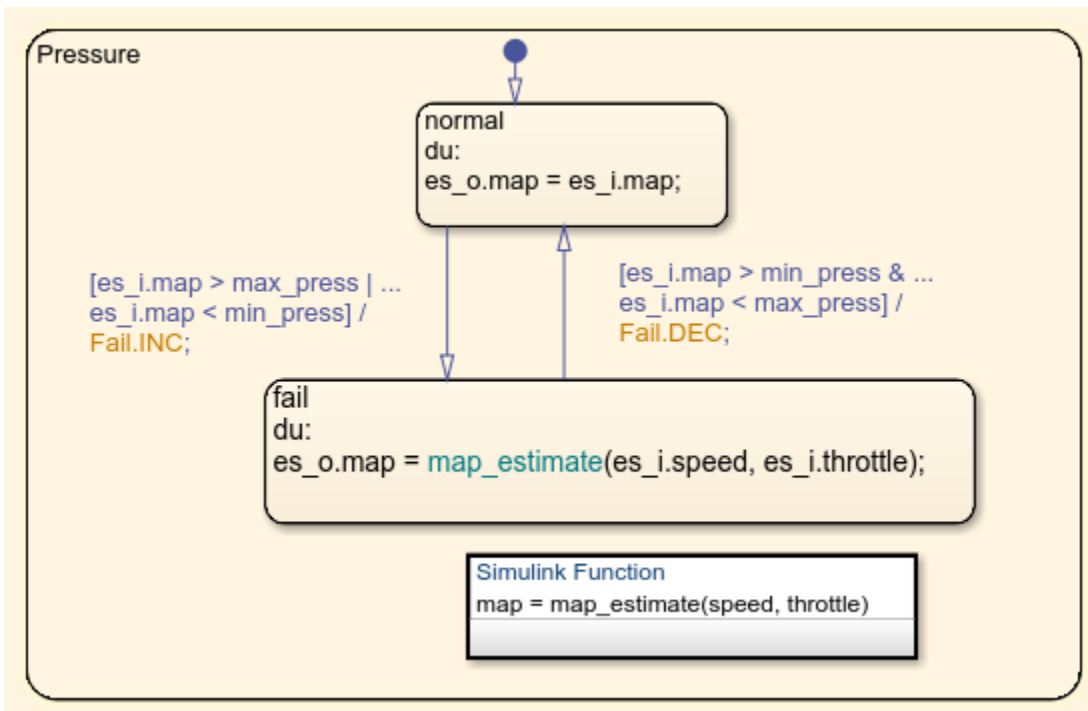 Pressure
normal
du:
es_o.map = es_i.map;
[es_i.map > max_press | ...
es_i.map < min_press] /
Fail.INC;
[es_i.map > min_press & ...
es_i.map < max_press] /
Fail.DEC;
fail
du:
es_o.map = map_estimate(es_i.speed, es_i.throttle);
Simulink Function
map = map_estimate(speed, throttle)